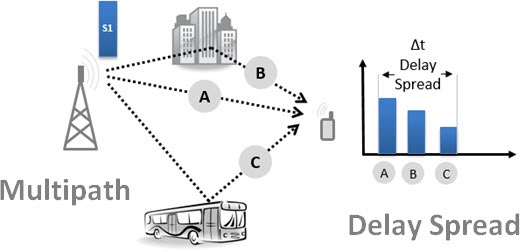 S1
B
A
C
Multipath
Δt
Delay
Spread
A
B
C
Delay Spread